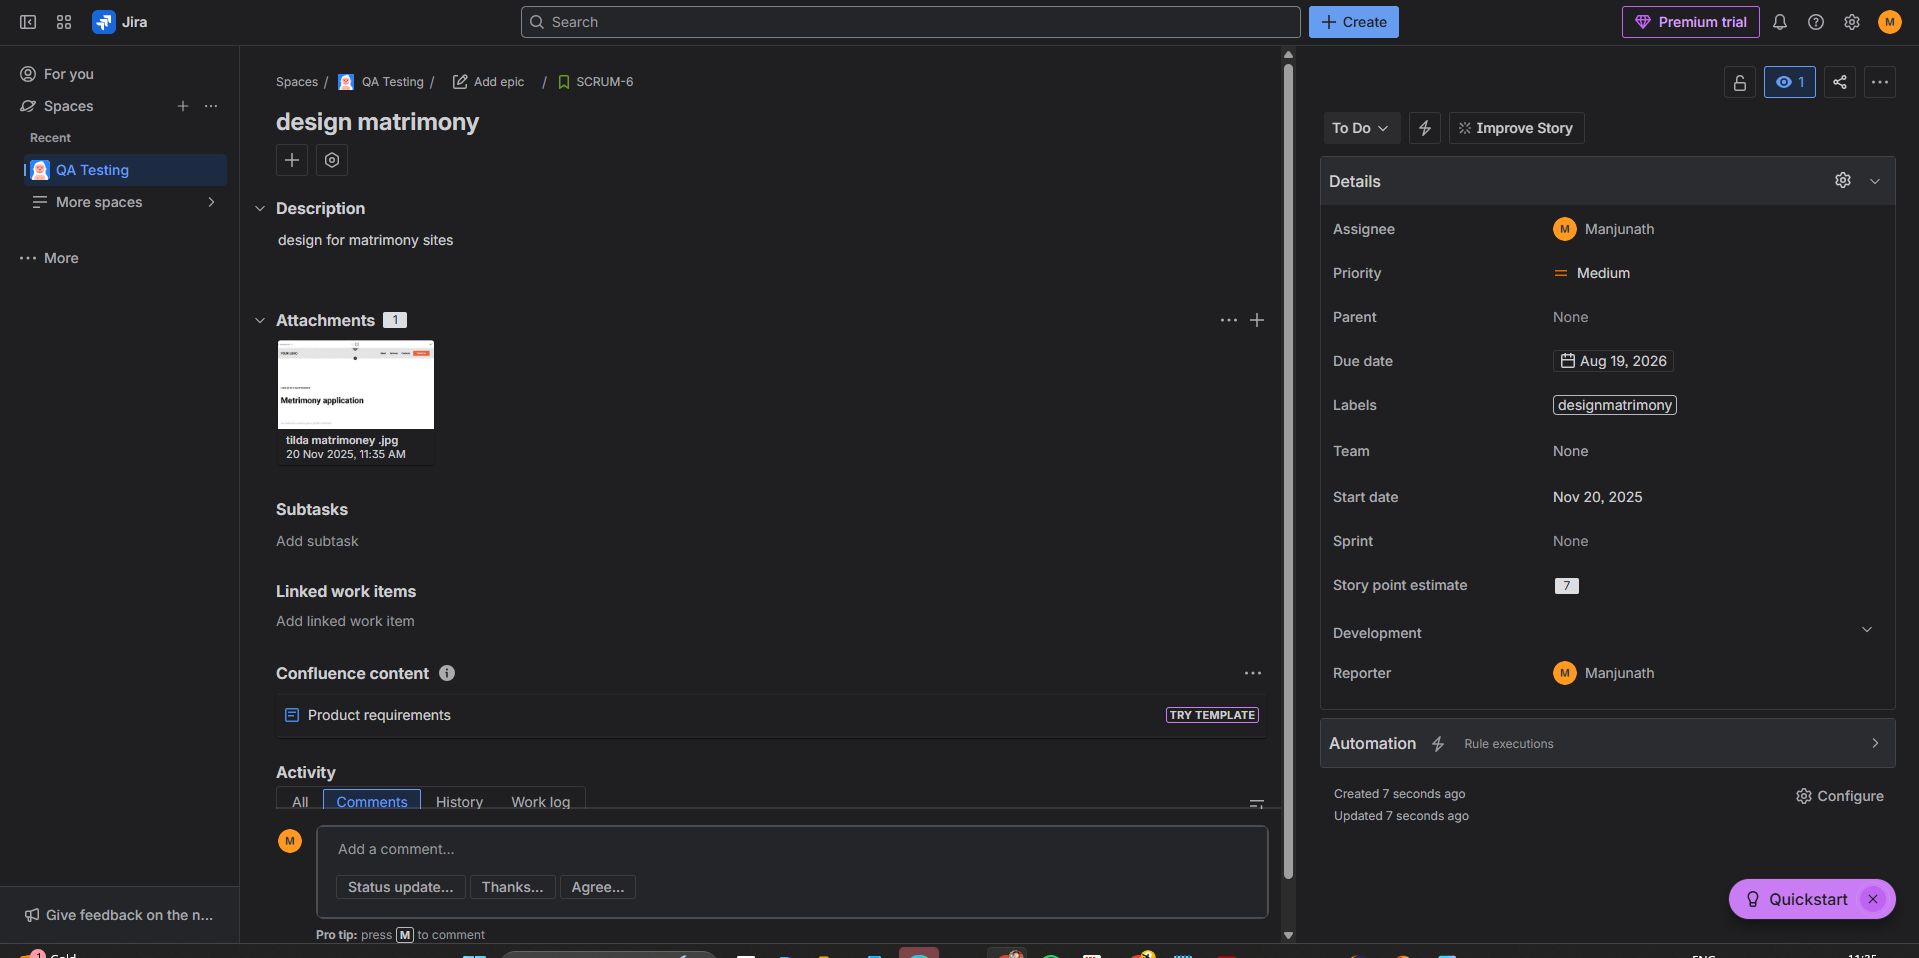 Jira
Search
Create
Premium trial
M
For you
Spaces
Recent
QA Testing
More spaces
More
Give feedback on the n...
Spaces / QA Testing / Add epic / SCRUM-6
design matrimony
Description
design for matrimony sites
Attachments 1
YOUR LOGO
Metrimony application
tilda matrimoney .jpg
20 Nov 2025, 11:35 AM
Subtasks
Add subtask
Linked work items
Add linked work item
Confluence content
Product requirements TRY TEMPLATE
Activity
All Comments History Work log
M
Add a comment...
Status update... Thanks... Agree...
Pro tip: press M to comment
1
To Do
Improve Story
Details
Assignee M Manjunath
Priority Medium
Parent None
Due date Aug 19, 2026
Labels designmatrimony
Team None
Start date Nov 20, 2025
Sprint None
Story point estimate 7
Development
Reporter M Manjunath
Automation Rule executions
Created 7 seconds ago
Configure
Updated 7 seconds ago
Quickstart